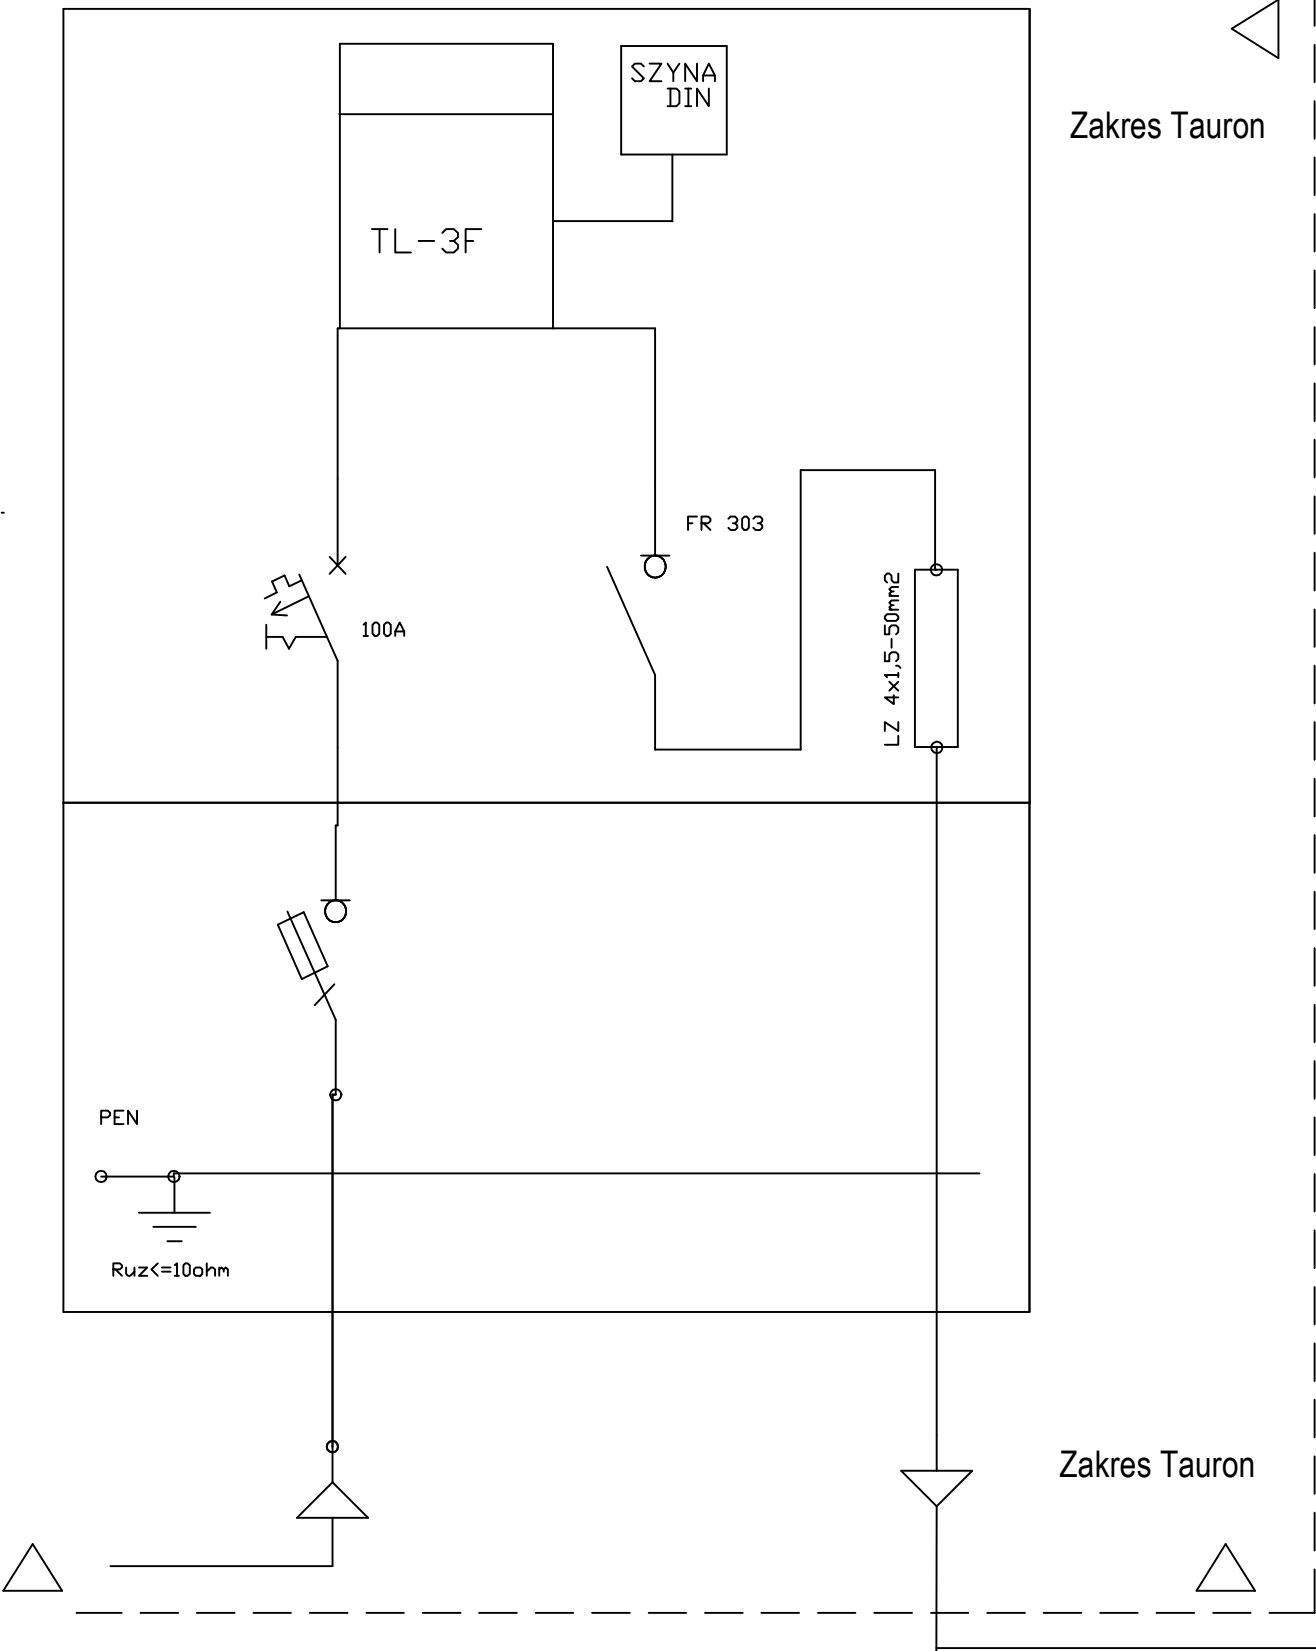 SZYNA
DIN
Zakres Tauron
TL-3F
FR 303
100A
LZ 4x1,5-50mm2
PEN
Ruz<=10ohm
Zakres Tauron